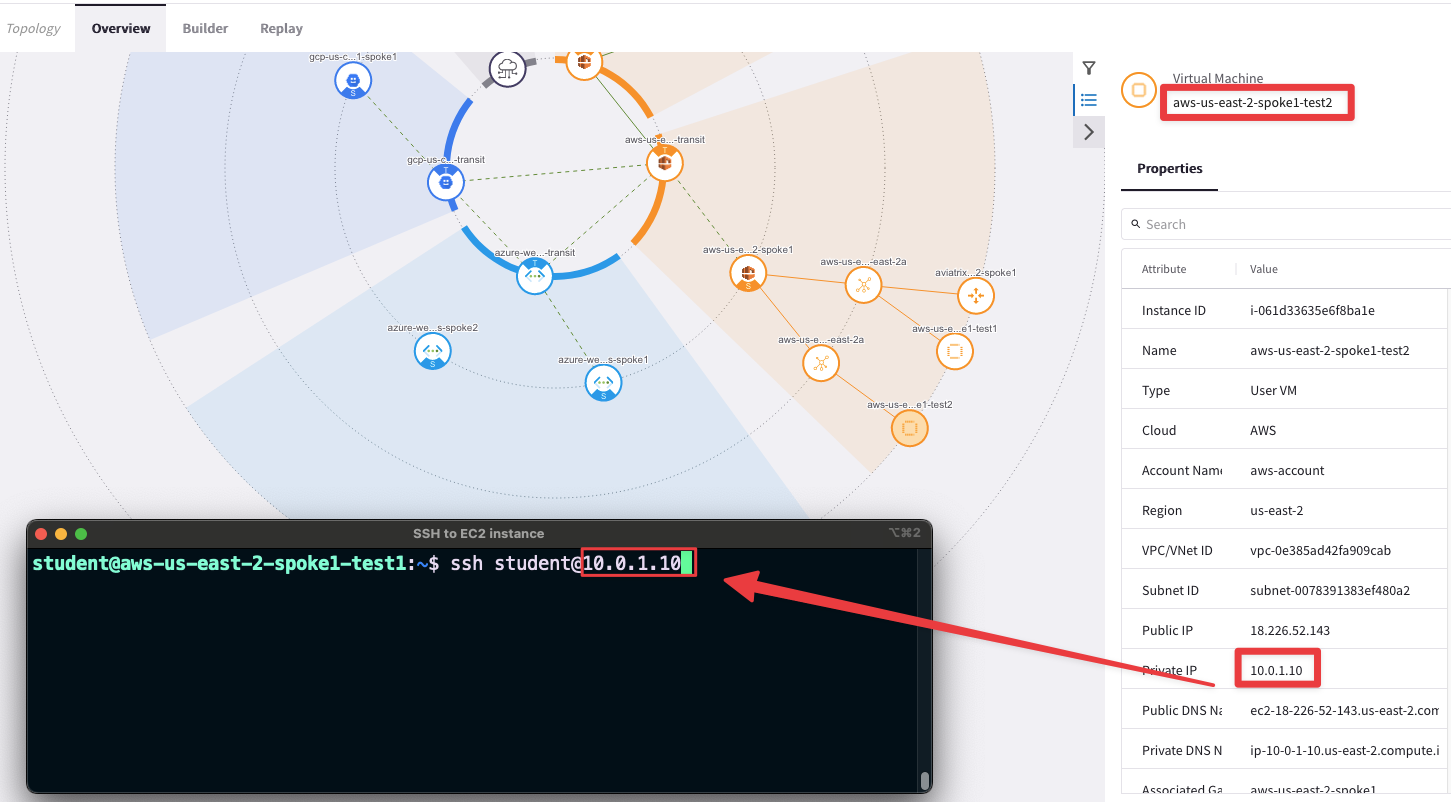 Topology
Overview
Builder
Replay
gcp-us-c...1-spoke1
S
aws-us-e...-transit
T
gcp-us-c...-transit
T
azure-we...-transit
T
aws-us-e...2-spoke1
S
aws-us-e...-east-2a
aviatrix...2-spoke1
aws-us-e...e1-test1
aws-us-e...-east-2a
aws-us-e...e1-test2
azure-we...s-spoke2
S
azure-we...s-spoke1
S
Virtual Machine
aws-us-east-2-spoke1-test2
Properties
Search
Attribute Value
Instance ID i-061d33635e6f8ba1e
Name aws-us-east-2-spoke1-test2
Type User VM
Cloud AWS
Account Name aws-account
Region us-east-2
VPC/VNet ID vpc-0e385ad42fa909cab
Subnet ID subnet-0078391383ef480a2
Public IP 18.226.52.143
Private IP 10.0.1.10
Public DNS Na ec2-18-226-52-143.us-east-2.com
Private DNS N ip-10-0-1-10.us-east-2.compute.i
Associated Ga aws-us-east-2-spoke1
SSH to EC2 instance
⌥⌘2
student@aws-us-east-2-spoke1-test1:~$ ssh student@10.0.1.10